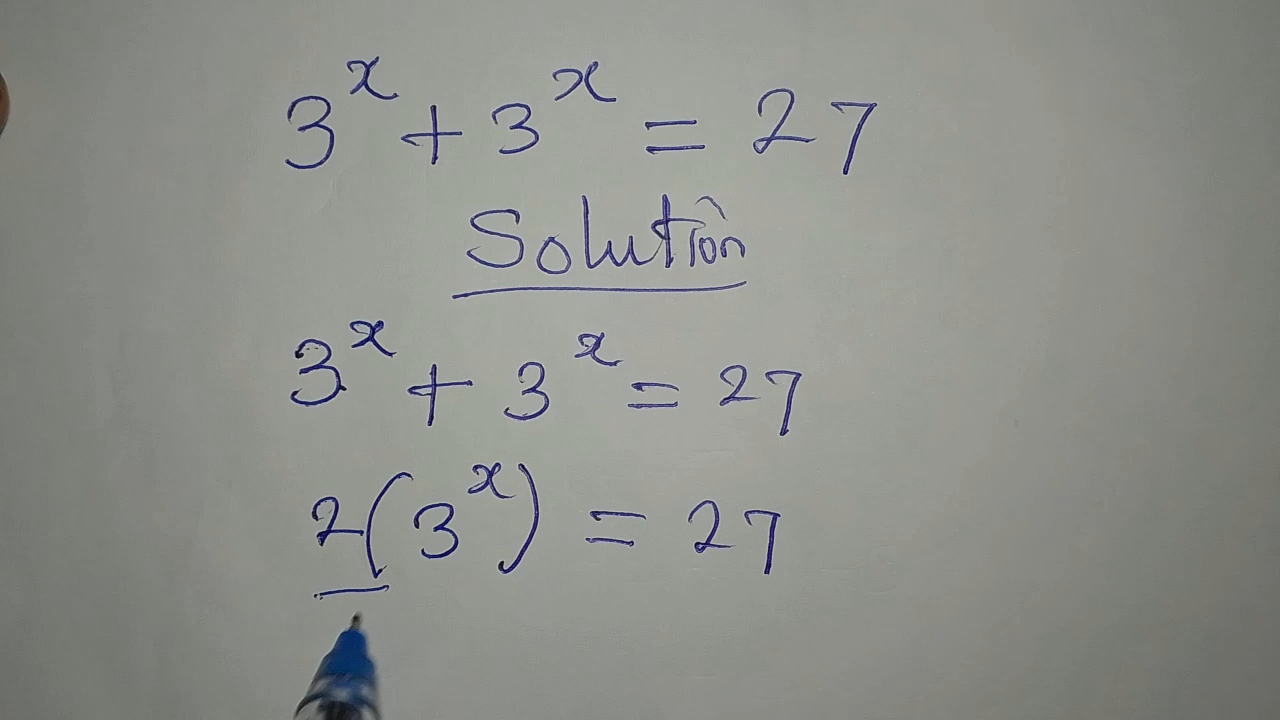 3^x + 3^x = 27
Solution
3^x + 3^x = 27
2(3^x) = 27